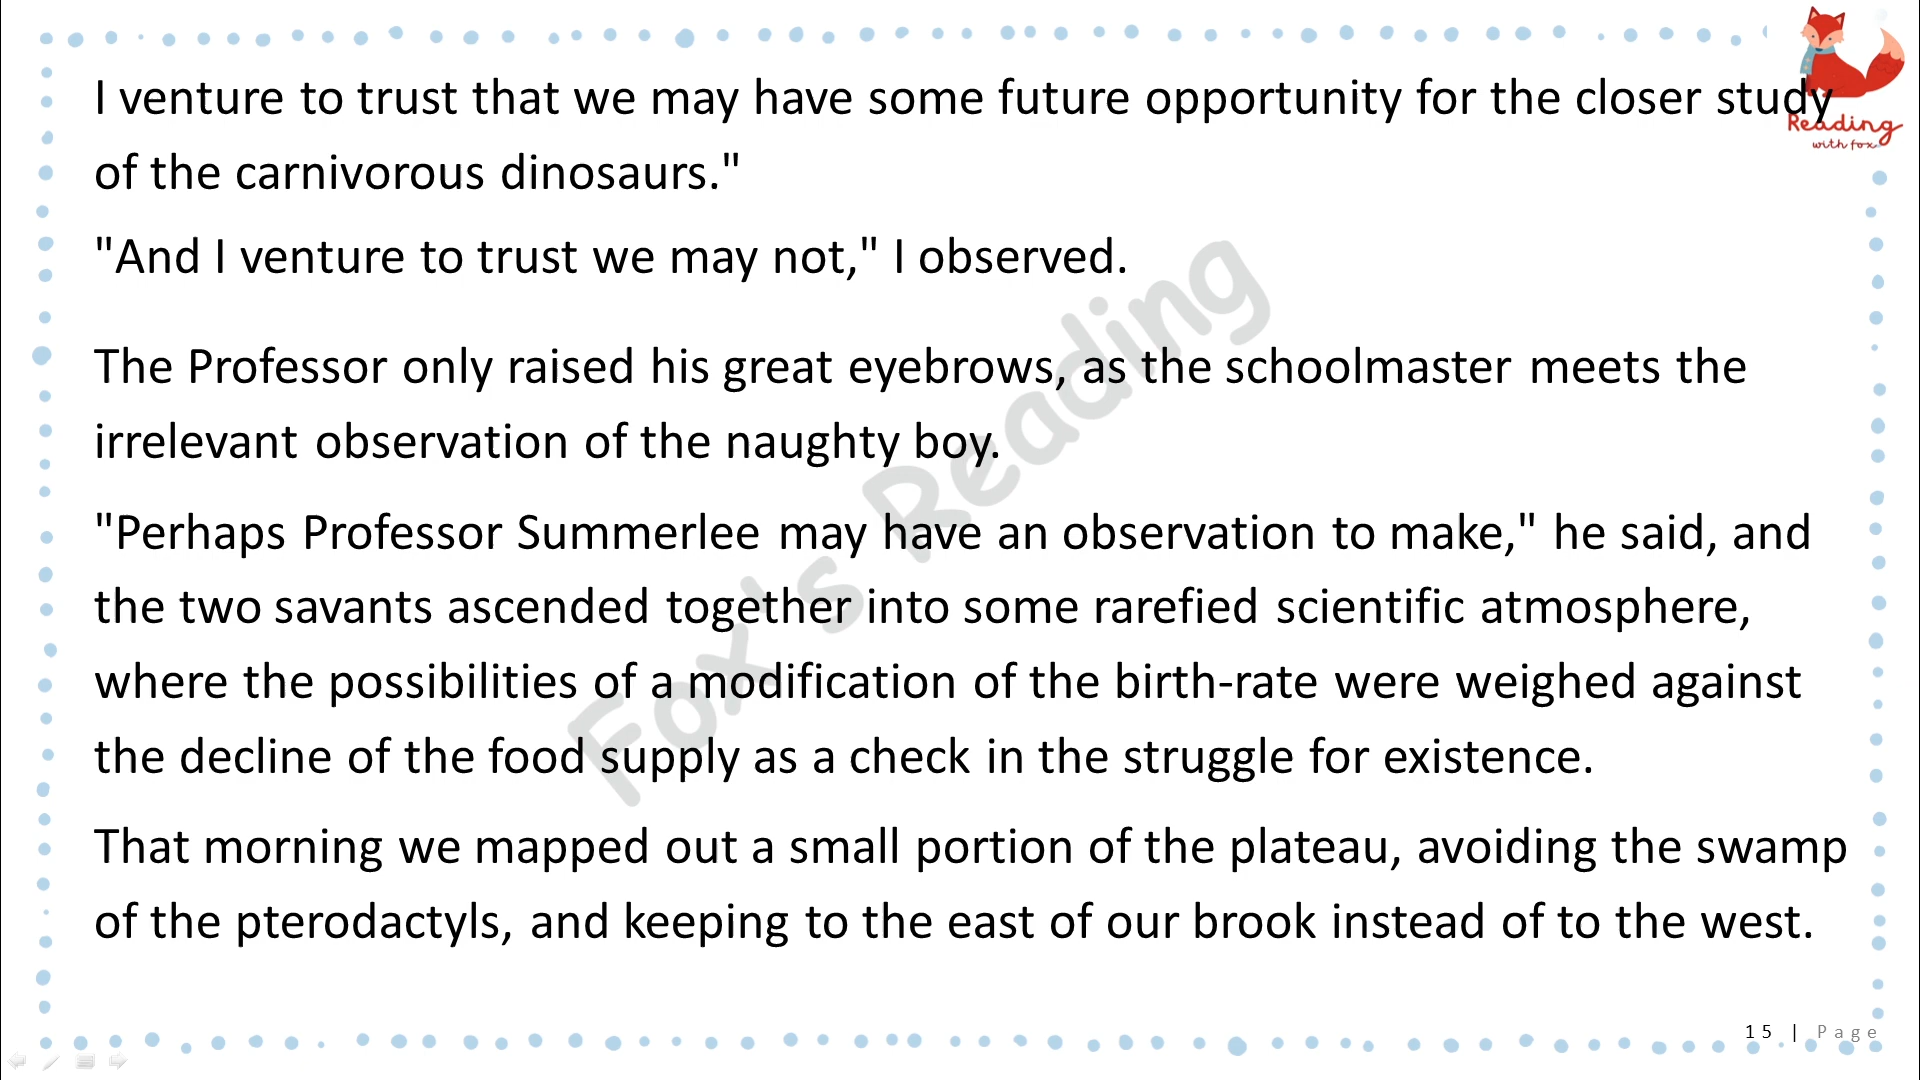 I venture to trust that we may have some future opportunity for the closer study
of the carnivorous dinosaurs."
"And I venture to trust we may not," I observed.
The Professor only raised his great eyebrows, as the schoolmaster meets the
irrelevant observation of the naughty boy.
"Perhaps Professor Summerlee may have an observation to make," he said, and
the two savants ascended together into some rarefied scientific atmosphere,
where the possibilities of a modification of the birth-rate were weighed against
the decline of the food supply as a check in the struggle for existence.
That morning we mapped out a small portion of the plateau, avoiding the swamp
of the pterodactyls, and keeping to the east of our brook instead of to the west.
Reading
with fox
Fox's Reading
15 | Page